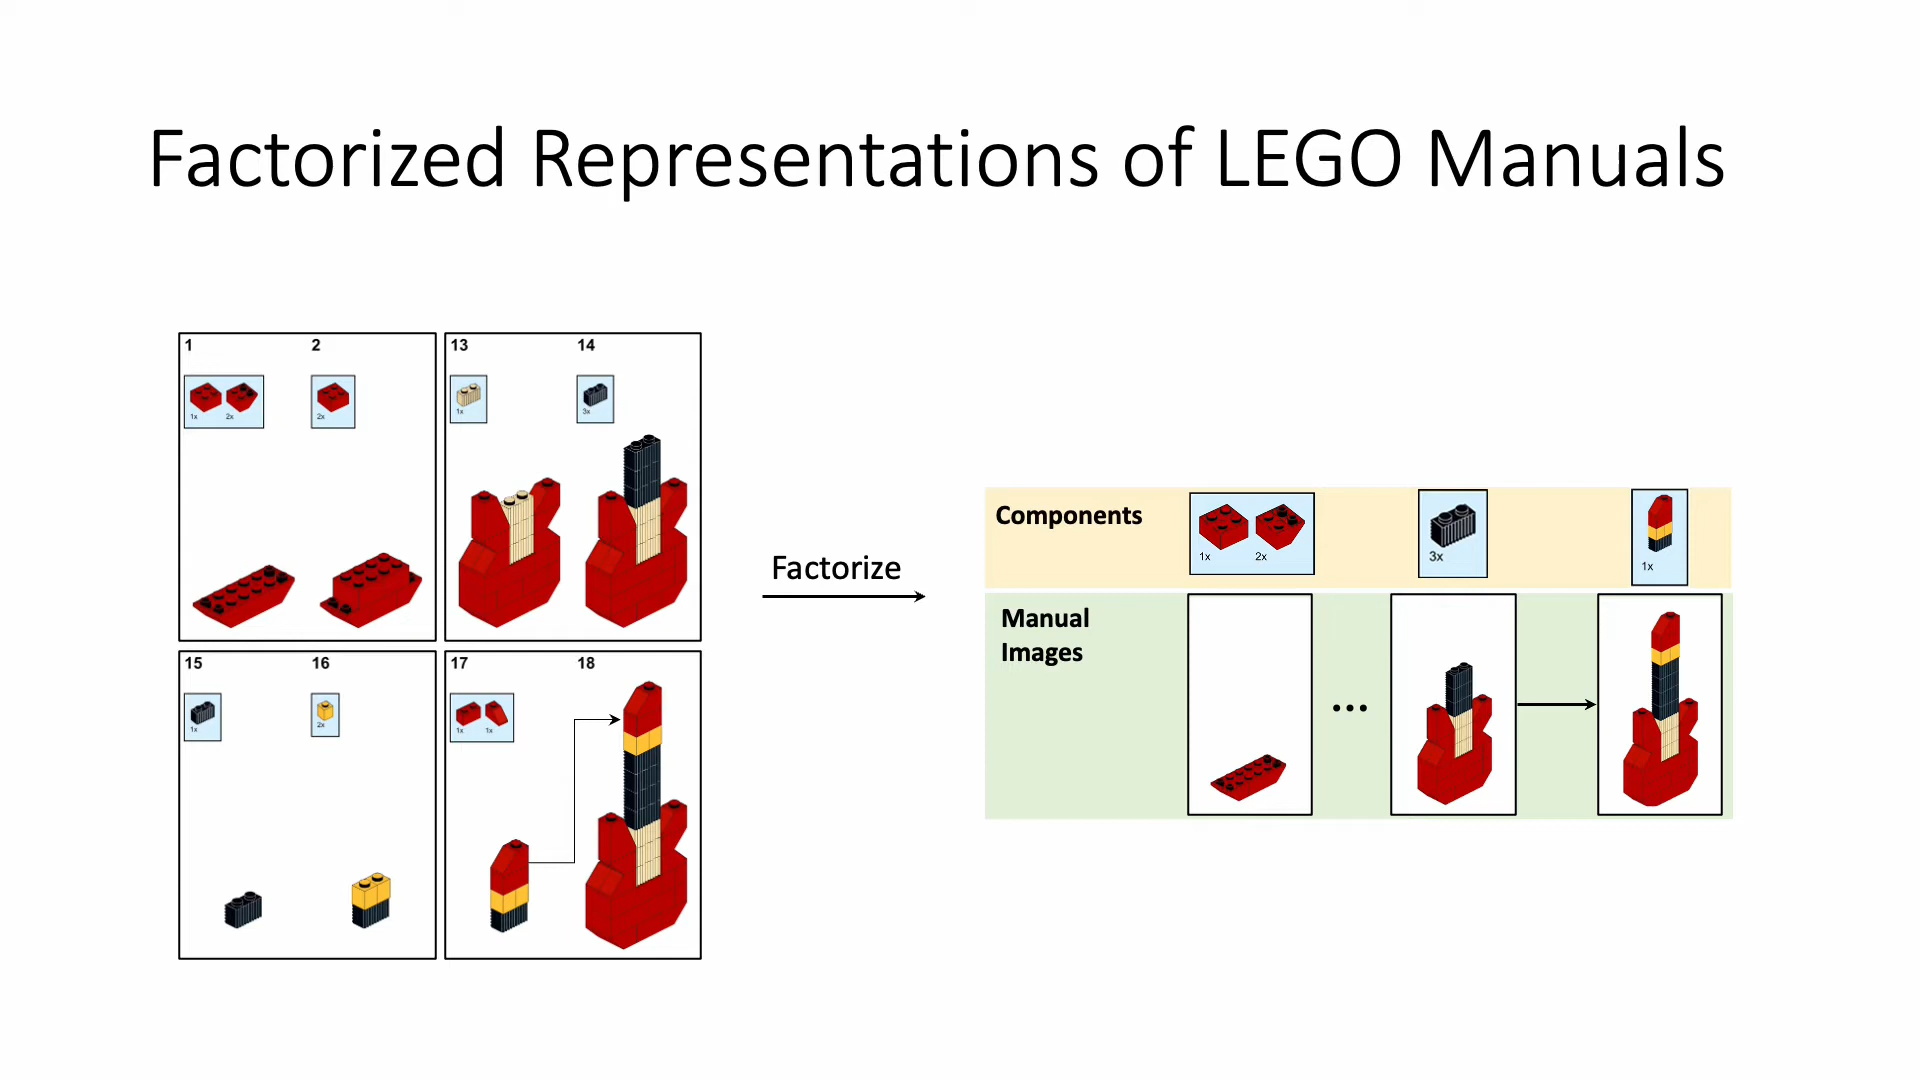 Factorized Representations of LEGO Manuals
1 2
1x 2x 2x
13 14
1x 3x
15 16
1x 2x
17 18
1x 1x
Factorize
Components
1x 2x 3x 1x
Manual
Images
...